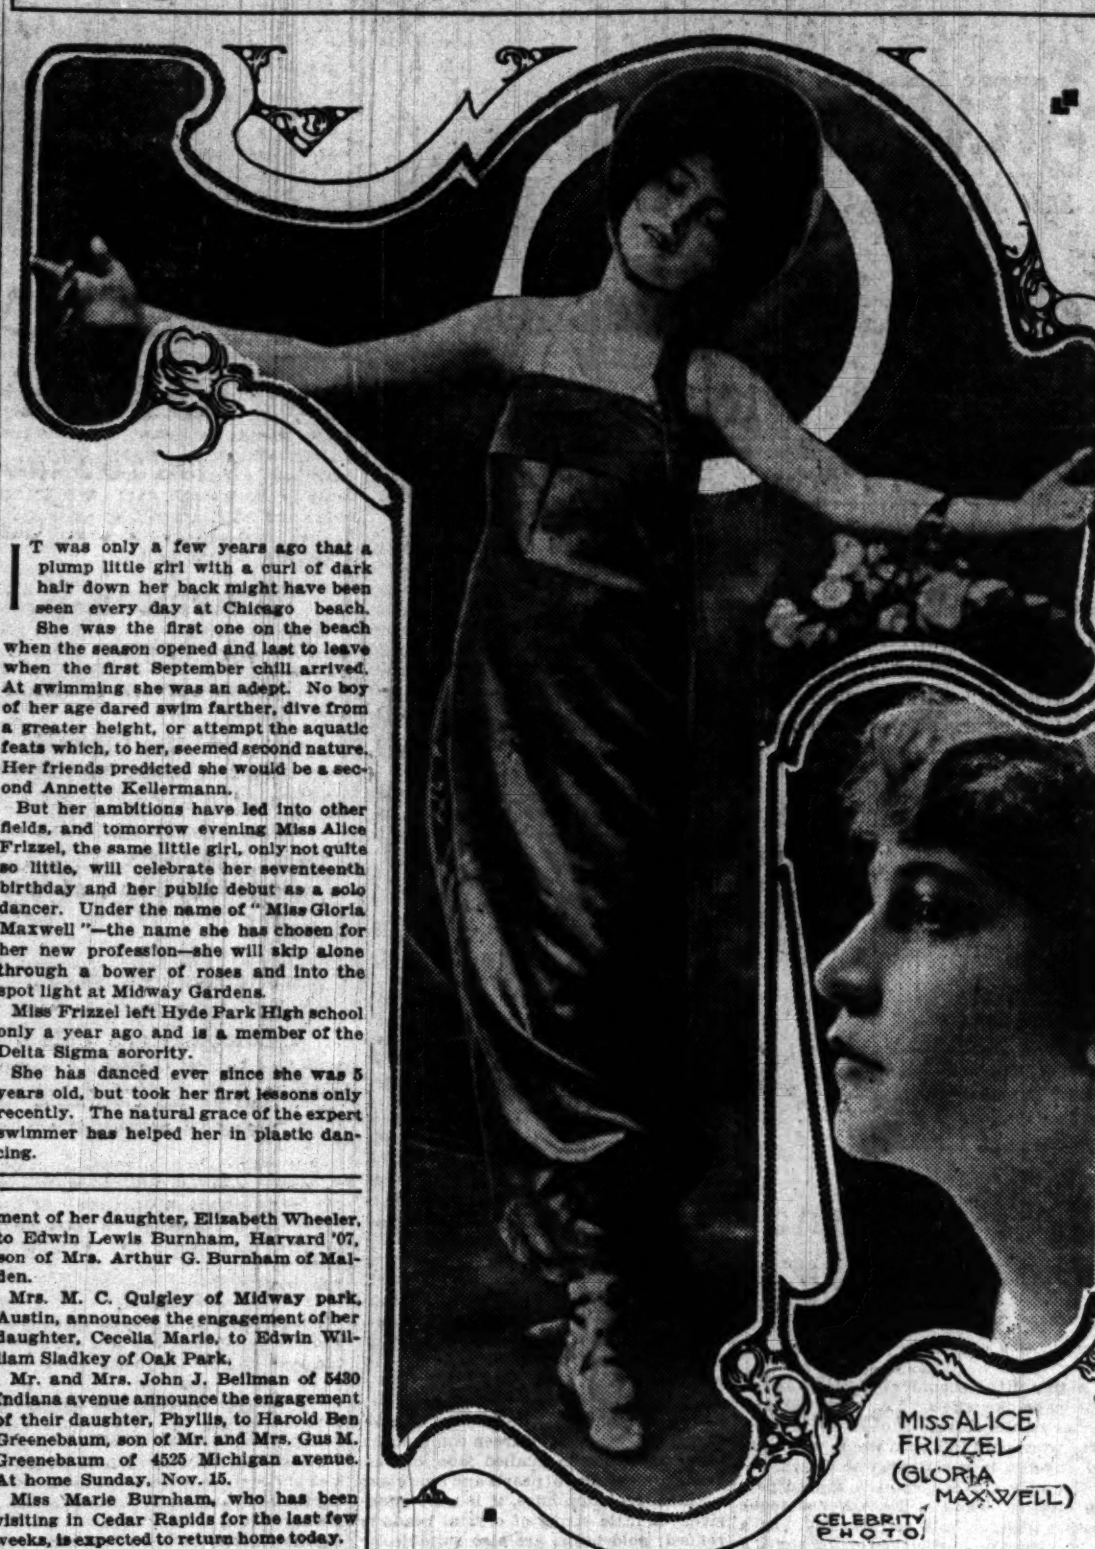 IT was only a few years ago that a
plump little girl with a curl of dark
hair down her back might have been
seen every day at Chicago beach.
She was the first one on the beach
when the season opened and last to leave
when the first September chill arrived.
At swimming she was an adept. No boy
of her age dared swim farther, dive from
a greater height, or attempt the aquatic
feats which, to her, seemed second nature.
Her friends predicted she would be a sec-
ond Annette Kellermann.
But her ambitions have led into other
fields, and tomorrow evening Miss Alice
Frizzel, the same little girl, only not quite
so little, will celebrate her seventeenth
birthday and her public debut as a solo
dancer. Under the name of " Miss Gloria
Maxwell "—the name she has chosen for
her new profession—she will skip alone
through a bower of roses and into the
spot light at Midway Gardens.
Miss Frizzel left Hyde Park High school
only a year ago and is a member of the
Delta Sigma sorority.
She has danced ever since she was 5
years old, but took her first lessons only
recently. The natural grace of the expert
swimmer has helped her in plastic dan-
cing.
ment of her daughter, Elizabeth Wheeler,
to Edwin Lewis Burnham, Harvard '07,
son of Mrs. Arthur G. Burnham of Mal-
den.
Mrs. M. C. Quigley of Midway park,
Austin, announces the engagement of her
daughter, Cecelia Marie, to Edwin Wil-
liam Sladkey of Oak Park.
Mr. and Mrs. John J. Beilman of 5430
Indiana avenue announce the engagement
of their daughter, Phyllis, to Harold Ben
Greenebaum, son of Mr. and Mrs. Gus M.
Greenebaum of 4525 Michigan avenue.
At home Sunday, Nov. 15.
Miss Marie Burnham, who has been
visiting in Cedar Rapids for the last few
weeks, is expected to return home today.
MISS ALICE
FRIZZEL
(GLORIA
MAXWELL)
CELEBRITY
PHOTO